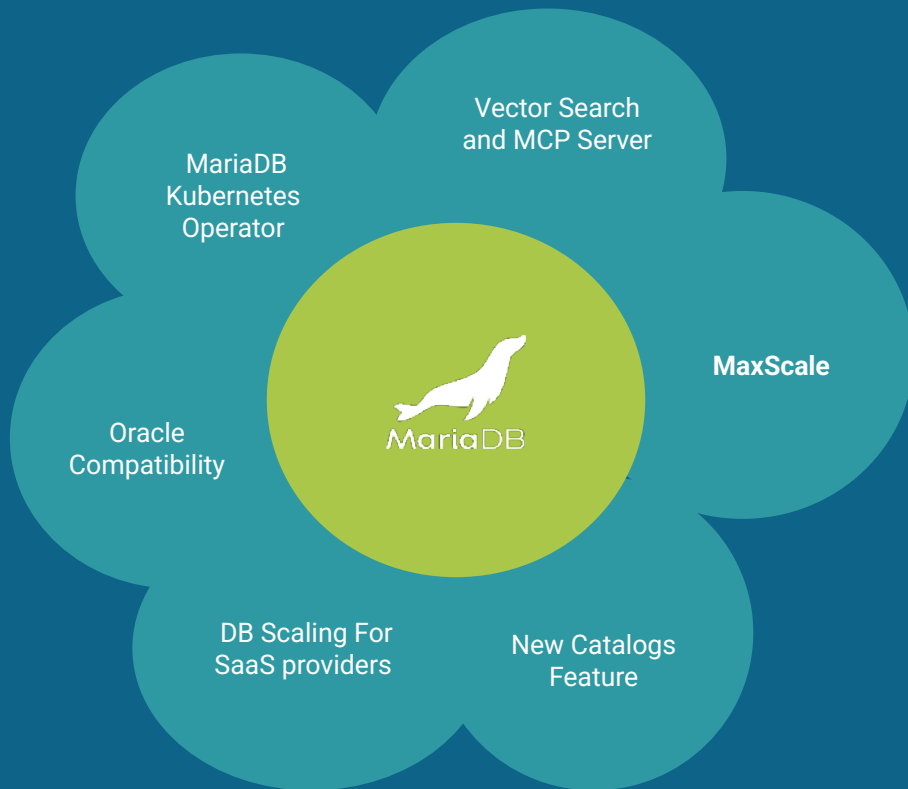 Vector Search
and MCP Server
MariaDB
Kubernetes
Operator
MaxScale
MariaDB
Oracle
Compatibility
DB Scaling For
SaaS providers
New Catalogs
Feature